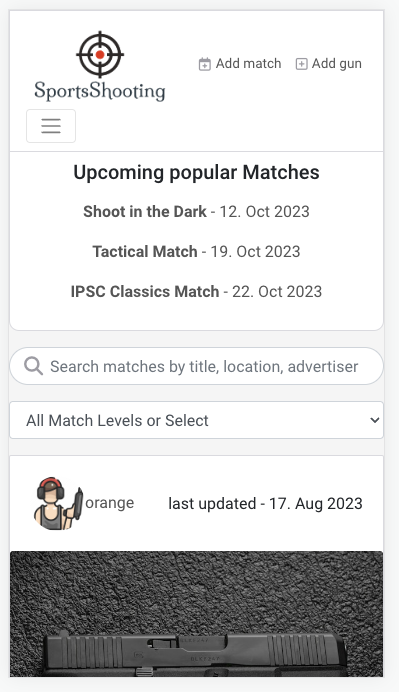 SportsShooting
Add match
Add gun
Upcoming popular Matches
Shoot in the Dark - 12. Oct 2023
Tactical Match - 19. Oct 2023
IPSC Classics Match - 22. Oct 2023
Search matches by title, location, advertiser
All Match Levels or Select
orange
last updated - 17. Aug 2023